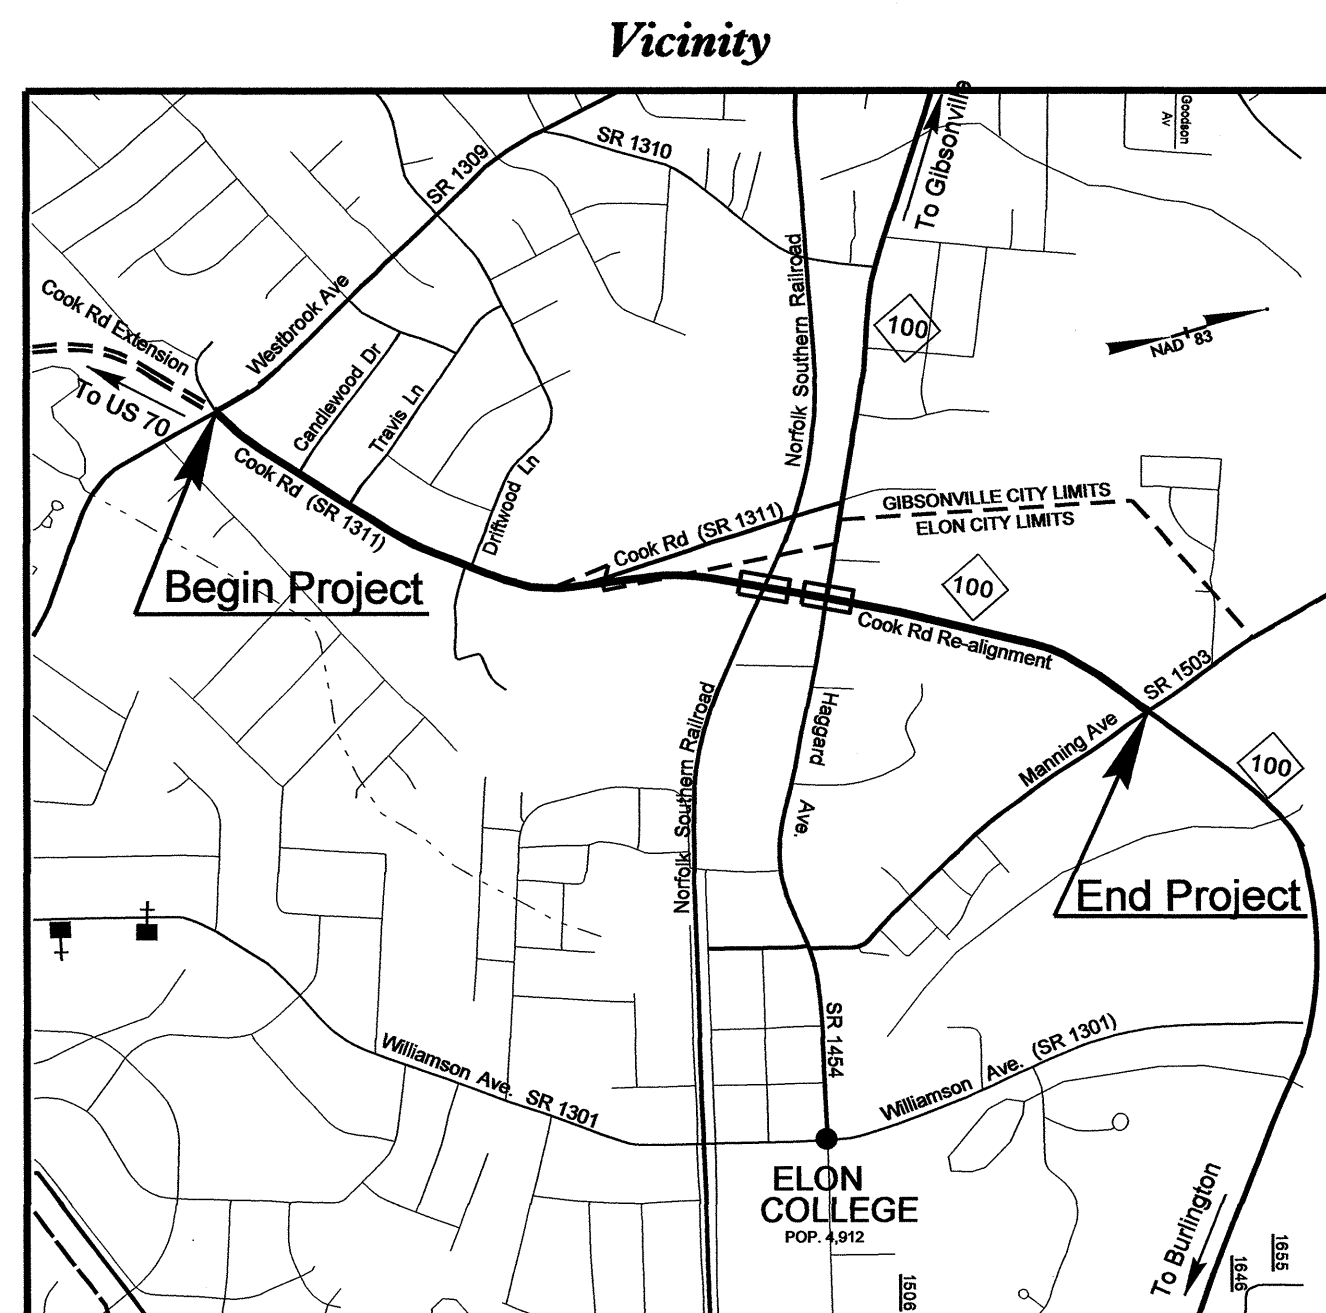 Vicinity
Goodson
Av
SR 1310
SR 1309
To Gibsonville
Norfolk Southern Railroad
Cook Rd Extension
Westbrook Ave
100
NAD 83
To US 70
Candlewood Dr
Travis Ln
Cook Rd (SR 1311)
Driftwood Ln
GIBSONVILLE CITY LIMITS
ELON CITY LIMITS
Cook Rd (SR 1311)
Begin Project
100
Cook Rd Re-alignment
SR 1503
Norfolk Southern Railroad
Haggard Ave.
Manning Ave
100
End Project
SR 1454
Williamson Ave. SR 1301
Williamson Ave. (SR 1301)
ELON
COLLEGE
POP. 4,912
To Burlington
1506
1646
1655